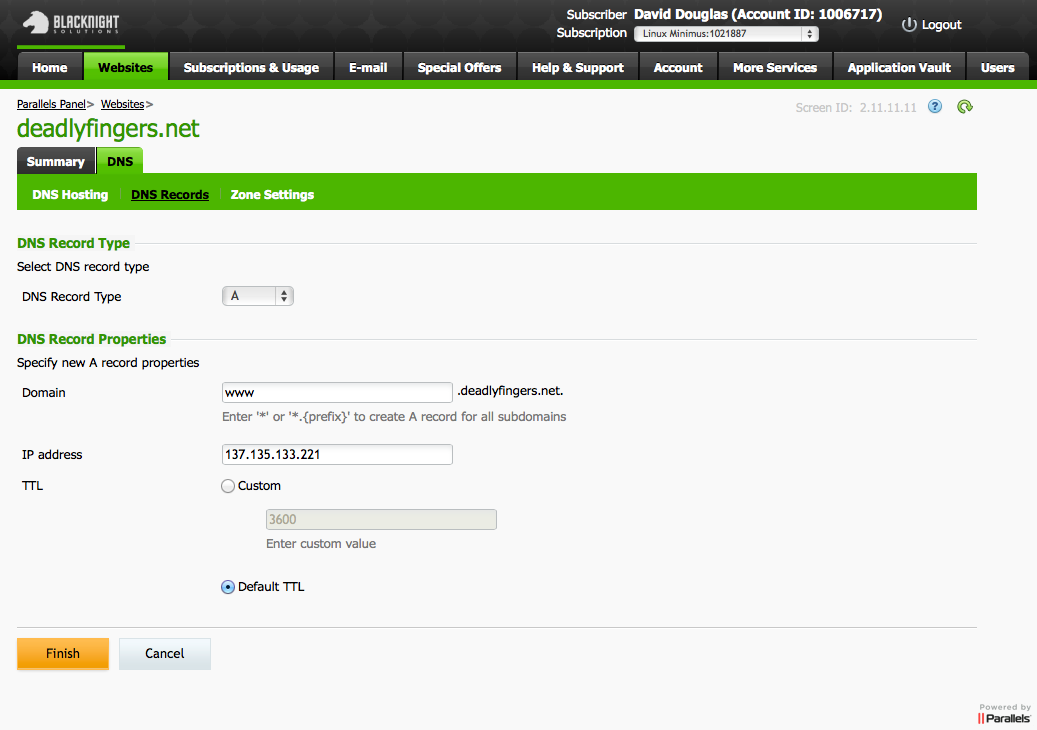 BLACKNIGHT
SOLUTIONS
Subscriber David Douglas (Account ID: 1006717)
Subscription Linux Minimus:1021887
Logout
Home Websites Subscriptions & Usage E-mail Special Offers Help & Support Account More Services Application Vault Users
Parallels Panel> Websites>
Screen ID: 2.11.11.11 ?
deadlyfingers.net
Summary DNS
DNS Hosting DNS Records Zone Settings
DNS Record Type
Select DNS record type
DNS Record Type A
DNS Record Properties
Specify new A record properties
Domain www .deadlyfingers.net.
Enter '*' or '*.{prefix}' to create A record for all subdomains
IP address 137.135.133.221
TTL Custom
3600
Enter custom value
Default TTL
Finish Cancel
Powered by
Parallels